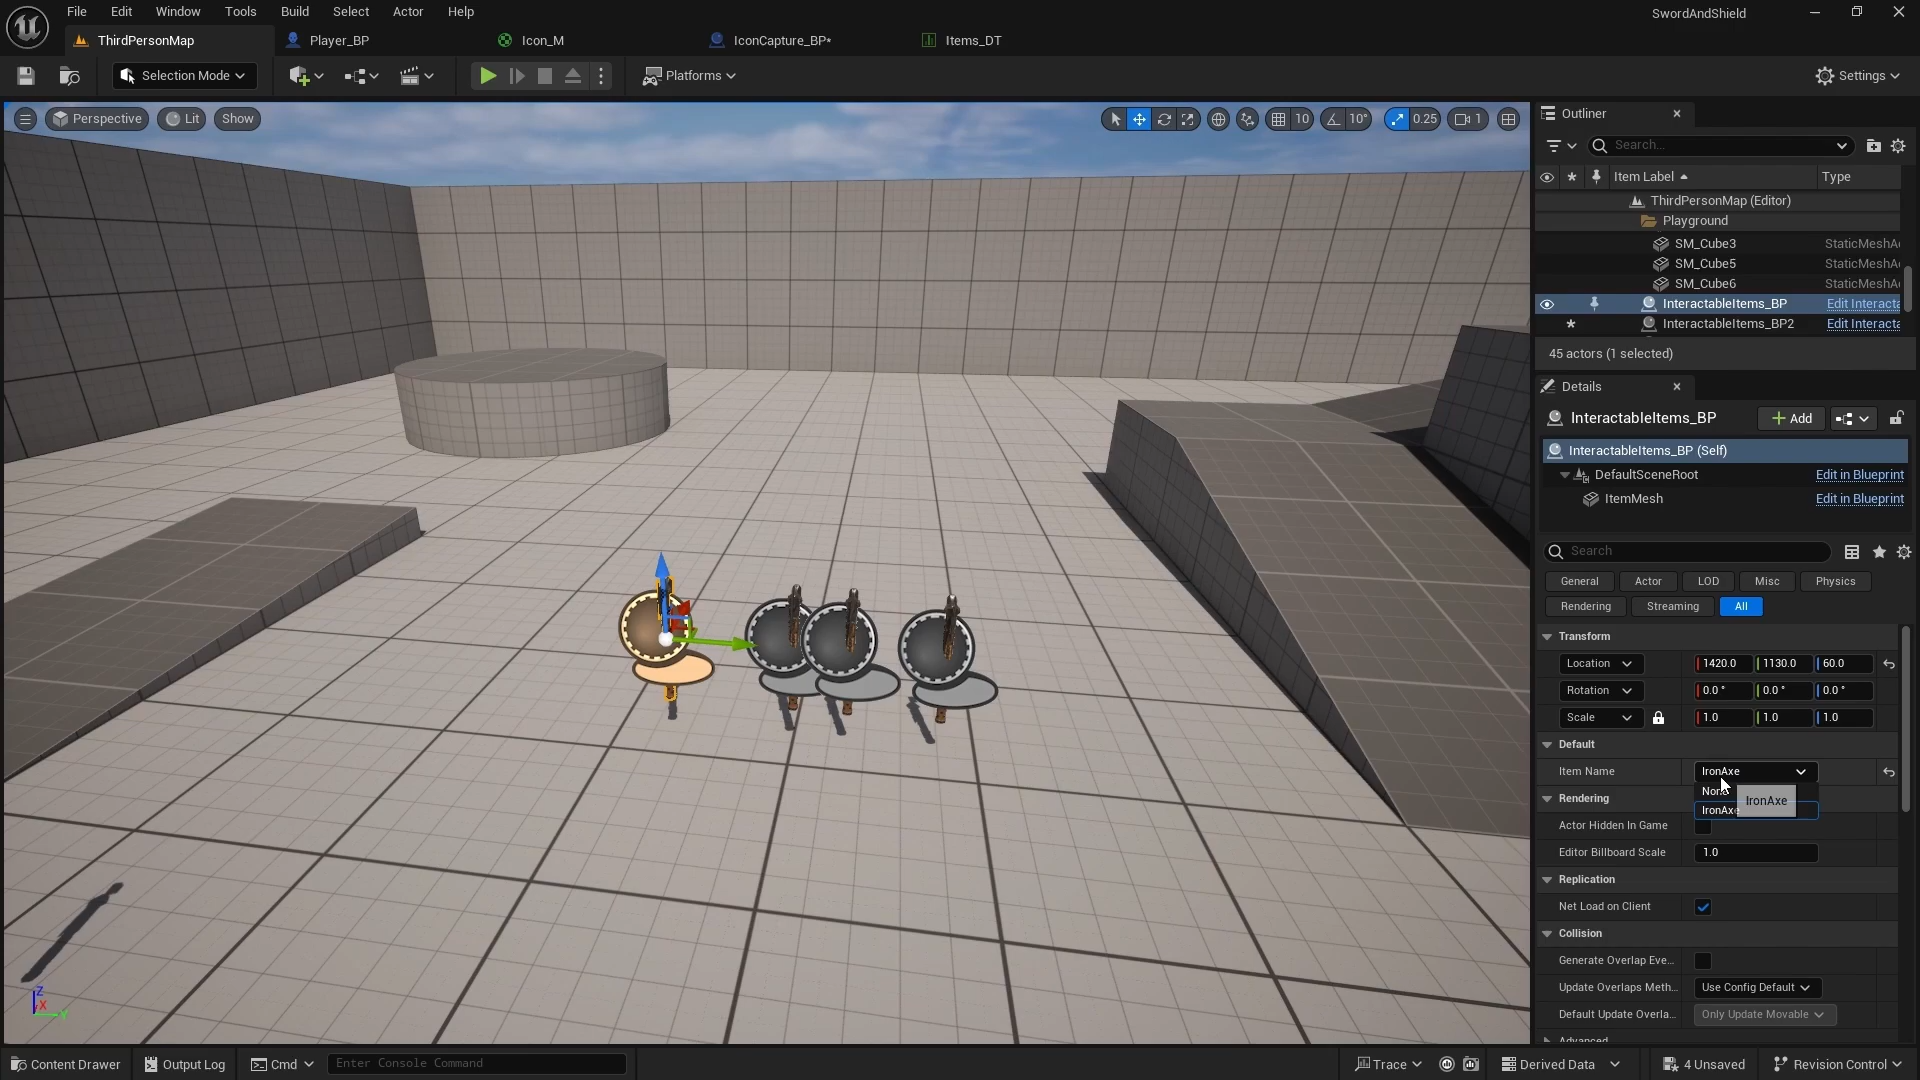 File Edit Window Tools Build Select Actor Help
SwordAndShield
ThirdPersonMap
Player_BP
Icon_M
IconCapture_BP*
Items_DT
Selection Mode
Platforms
Settings
Perspective
Lit
Show
10
10°
0.25
1
Outliner
Search...
Item Label
Type
ThirdPersonMap (Editor)
Playground
SM_Cube3 StaticMeshA
SM_Cube5 StaticMeshA
SM_Cube6 StaticMeshA
InteractableItems_BP Edit Interacta
InteractableItems_BP2 Edit Interacta
45 actors (1 selected)
Details
InteractableItems_BP
Add
InteractableItems_BP (Self)
DefaultSceneRoot Edit in Blueprint
ItemMesh Edit in Blueprint
Search
General Actor LOD Misc Physics
Rendering Streaming All
Transform
Location 1420.0 1130.0 60.0
Rotation 0.0 ° 0.0 ° 0.0 °
Scale 1.0 1.0 1.0
Default
Item Name IronAxe
None
IronAxe
IronAxe
Rendering
Actor Hidden In Game
Editor Billboard Scale 1.0
Replication
Net Load on Client
Collision
Generate Overlap Eve...
Update Overlaps Meth... Use Config Default
Default Update Overla... Only Update Movable
Advanced
Z
X
Y
Content Drawer
Output Log
Cmd
Enter Console Command
Trace
Derived Data
4 Unsaved
Revision Control